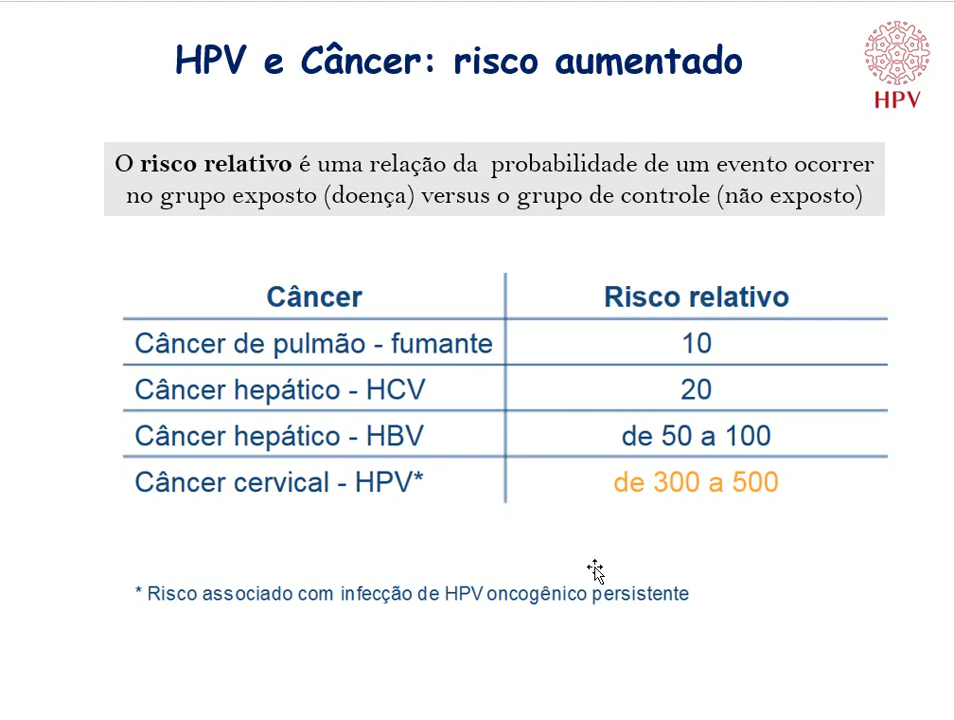 HPV e Câncer: risco aumentado
HPV
O risco relativo é uma relação da probabilidade de um evento ocorrer
no grupo exposto (doença) versus o grupo de controle (não exposto)
Câncer Risco relativo
Câncer de pulmão - fumante 10
Câncer hepático - HCV 20
Câncer hepático - HBV de 50 a 100
Câncer cervical - HPV* de 300 a 500
* Risco associado com infecção de HPV oncogênico persistente